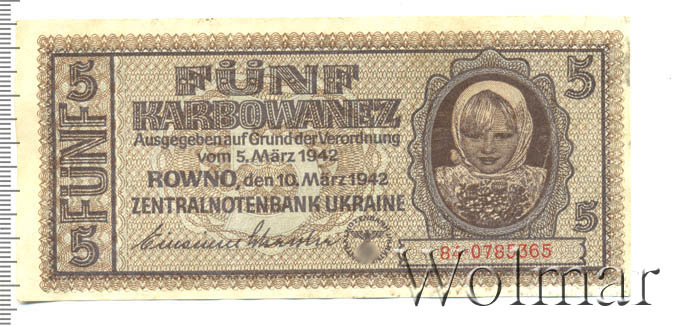 5 FÜNF 5
FÜNF
KARBOWANEZ
Ausgegeben auf Grund der Verordnung
vom 5. März 1942
ROWNO, den 10. März 1942
ZENTRALNOTENBANK UKRAINE
5
5
84·0785365
Wolmar